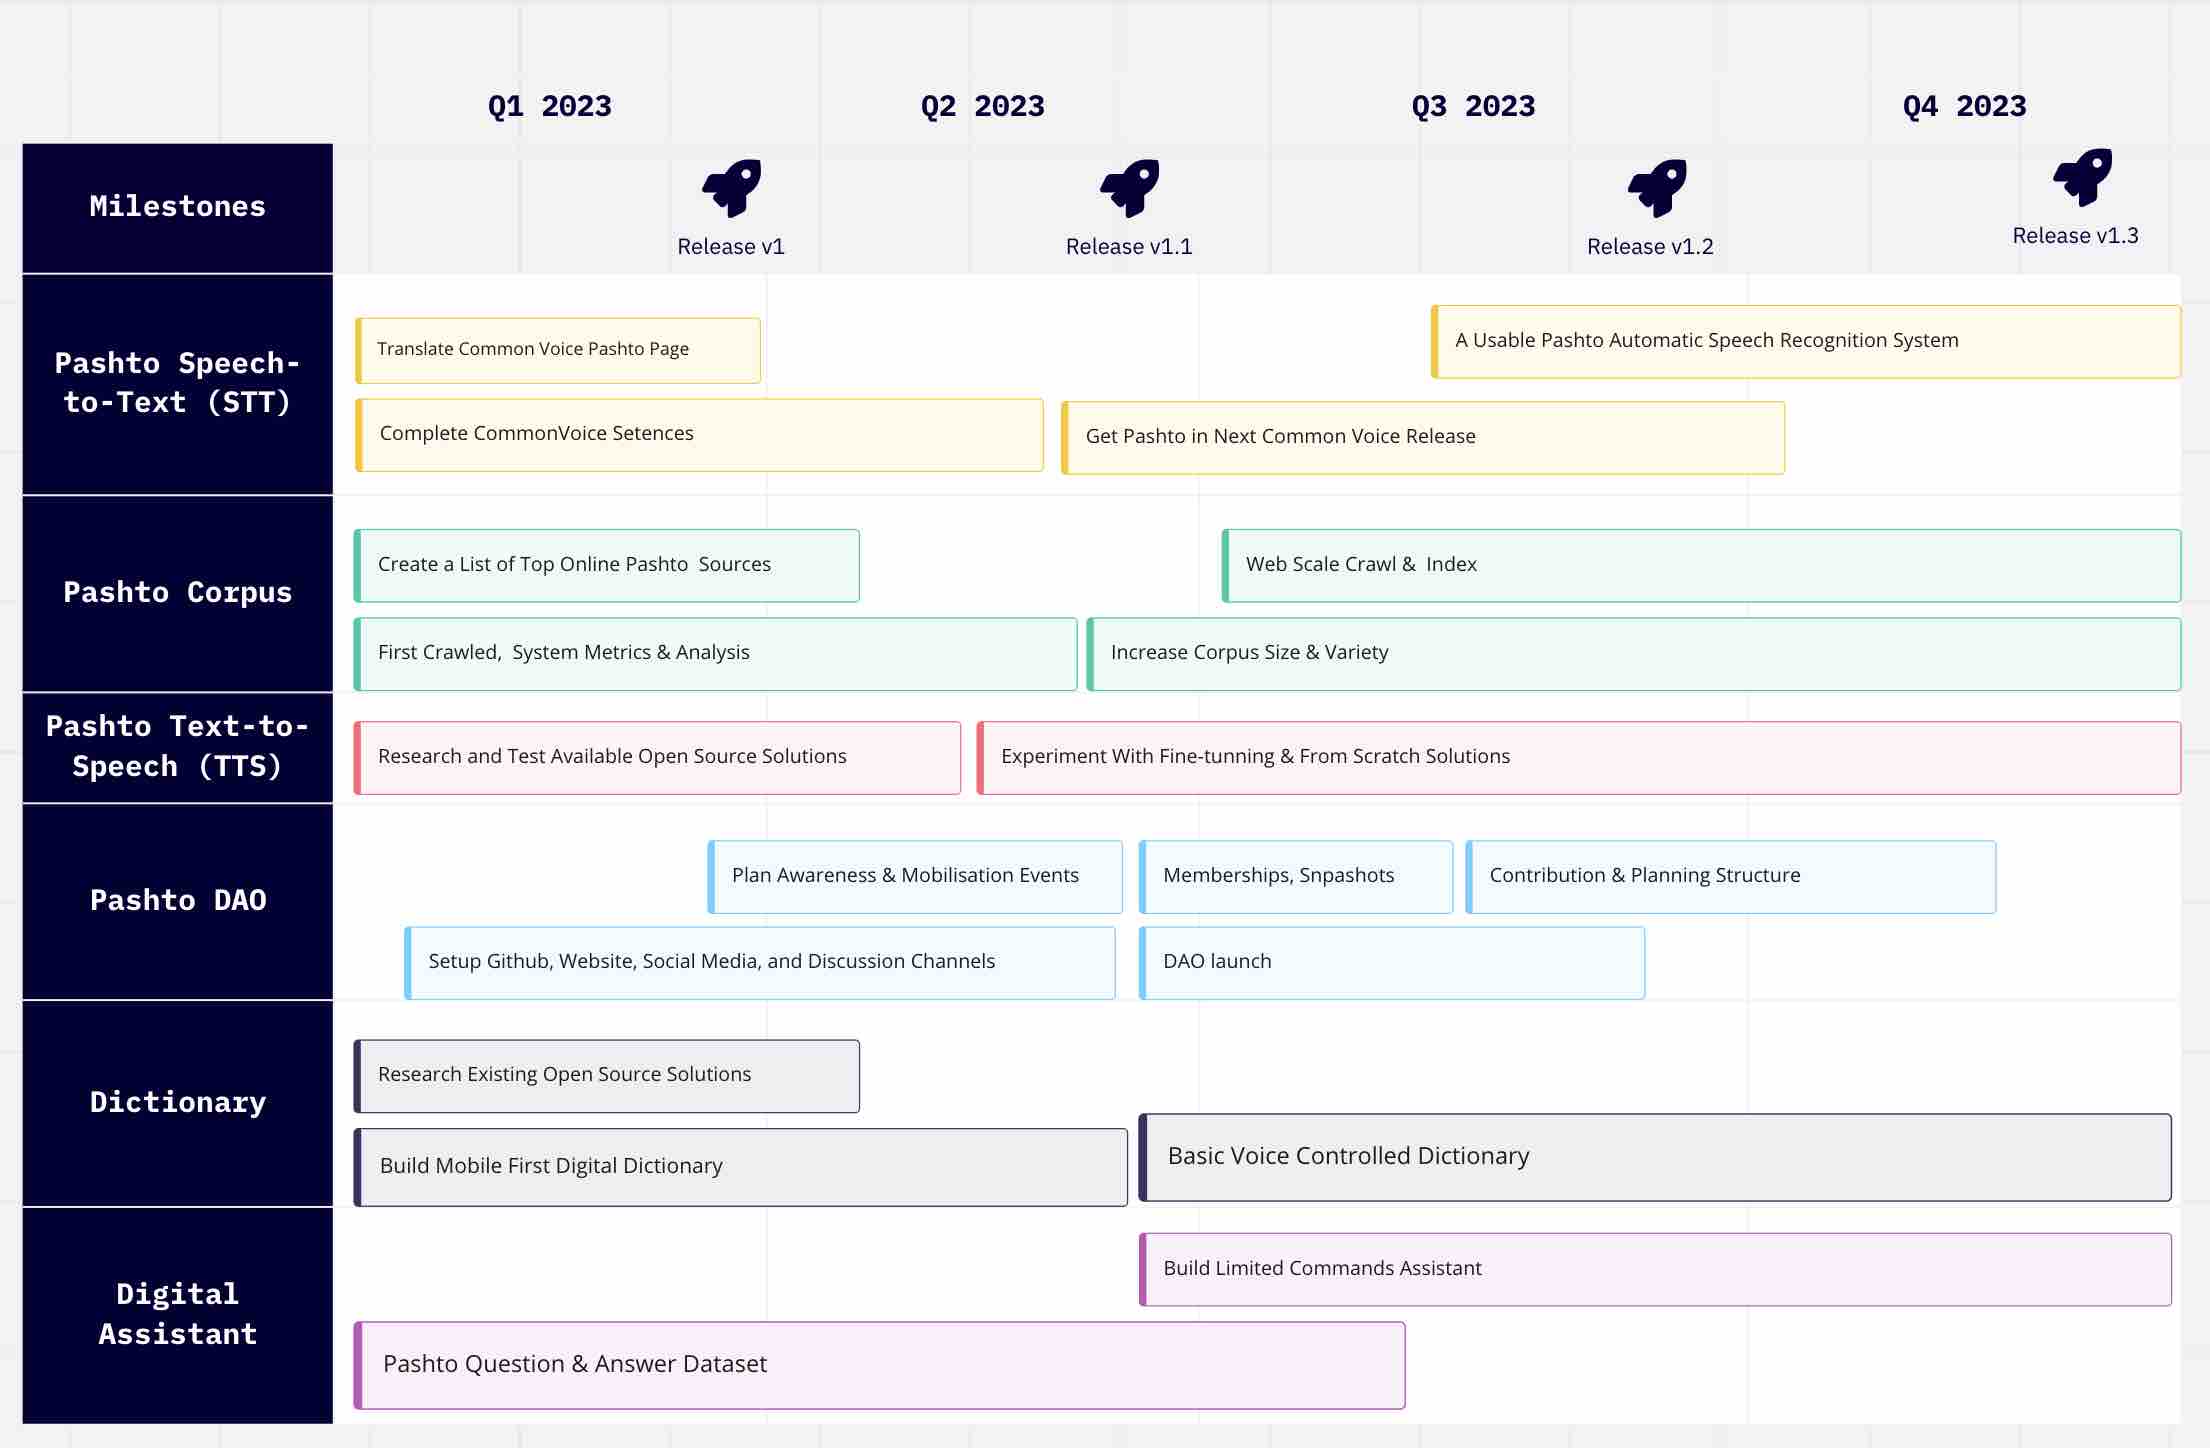 Q1 2023
Q2 2023
Q3 2023
Q4 2023
Milestones
Release v1
Release v1.1
Release v1.2
Release v1.3
Pashto Speech-
to-Text (STT)
Translate Common Voice Pashto Page
A Usable Pashto Automatic Speech Recognition System
Complete CommonVoice Setences
Get Pashto in Next Common Voice Release
Pashto Corpus
Create a List of Top Online Pashto  Sources
Web Scale Crawl &  Index
First Crawled,  System Metrics & Analysis
Increase Corpus Size & Variety
Pashto Text-to-
Speech (TTS)
Research and Test Available Open Source Solutions
Experiment With Fine-tunning & From Scratch Solutions
Pashto DAO
Plan Awareness & Mobilisation Events
Memberships, Snpashots
Contribution & Planning Structure
Setup Github, Website, Social Media, and Discussion Channels
DAO launch
Dictionary
Research Existing Open Source Solutions
Build Mobile First Digital Dictionary
Basic Voice Controlled Dictionary
Digital
Assistant
Build Limited Commands Assistant
Pashto Question & Answer Dataset